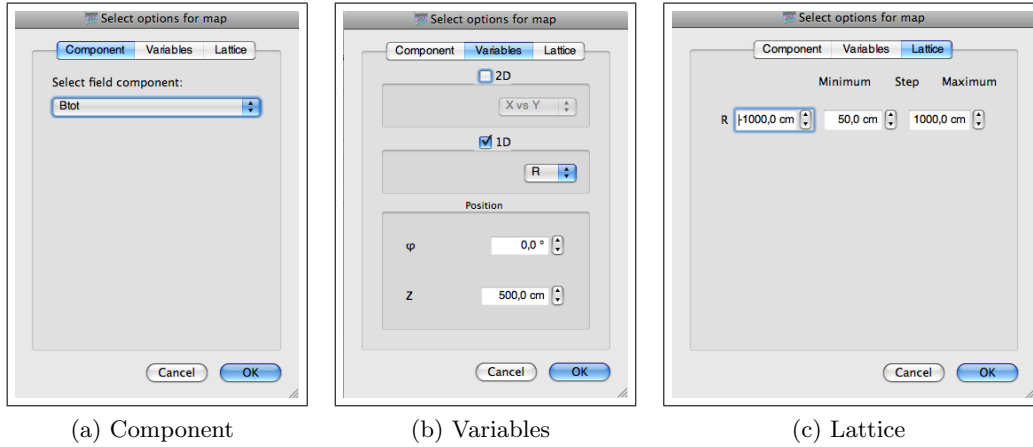 Select options for map
Component Variables Lattice
Select field component:
Btot
Cancel OK
(a) Component
Select options for map
Component Variables Lattice
2D
X vs Y
1D
R
Position
φ 0,0 °
Z 500,0 cm
Cancel OK
(b) Variables
Select options for map
Component Variables Lattice
Minimum Step Maximum
R -1000,0 cm 50,0 cm 1000,0 cm
Cancel OK
(c) Lattice